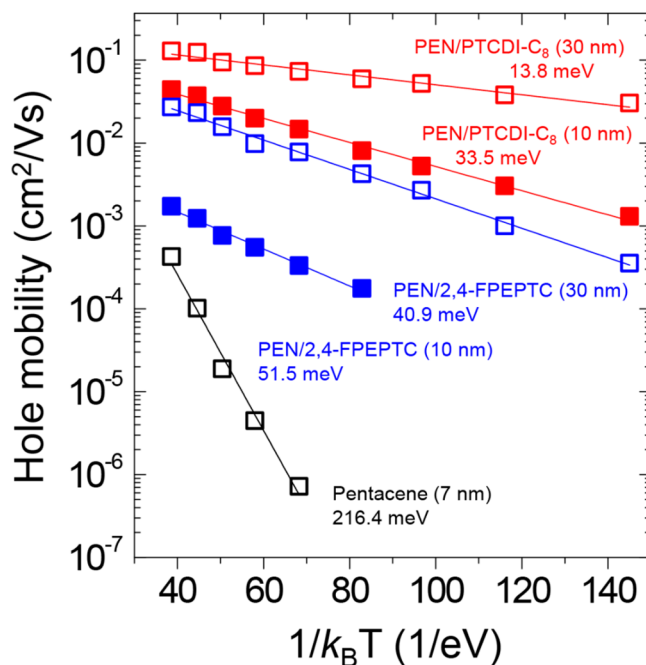 10⁻¹
10⁻²
10⁻³
10⁻⁴
10⁻⁵
10⁻⁶
10⁻⁷
Hole mobility (cm²/Vs)
PEN/PTCDI-C₈ (30 nm)
13.8 meV
PEN/PTCDI-C₈ (10 nm)
33.5 meV
PEN/2,4-FPEPTC (30 nm)
40.9 meV
PEN/2,4-FPEPTC (10 nm)
51.5 meV
Pentacene (7 nm)
216.4 meV
40 60 80 100 120 140
1/k_BT (1/eV)